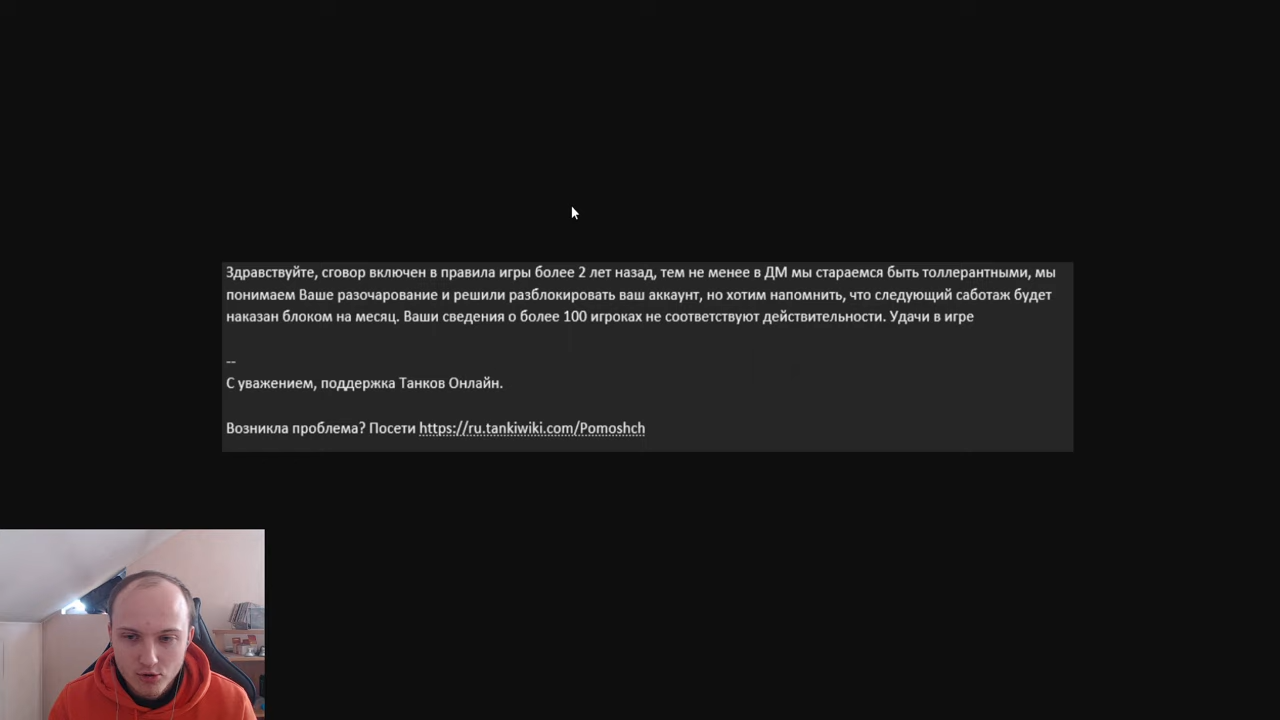 Здравствуйте, сговор включен в правила игры более 2 лет назад, тем не менее в ДМ мы стараемся быть толлерантными, мы
понимаем Ваше разочарование и решили разблокировать ваш аккаунт, но хотим напомнить, что следующий саботаж будет
наказан блоком на месяц. Ваши сведения о более 100 игроках не соответствуют действительности. Удачи в игре
--
С уважением, поддержка Танков Онлайн.
Возникла проблема? Посети https://ru.tankiwiki.com/Pomoshch